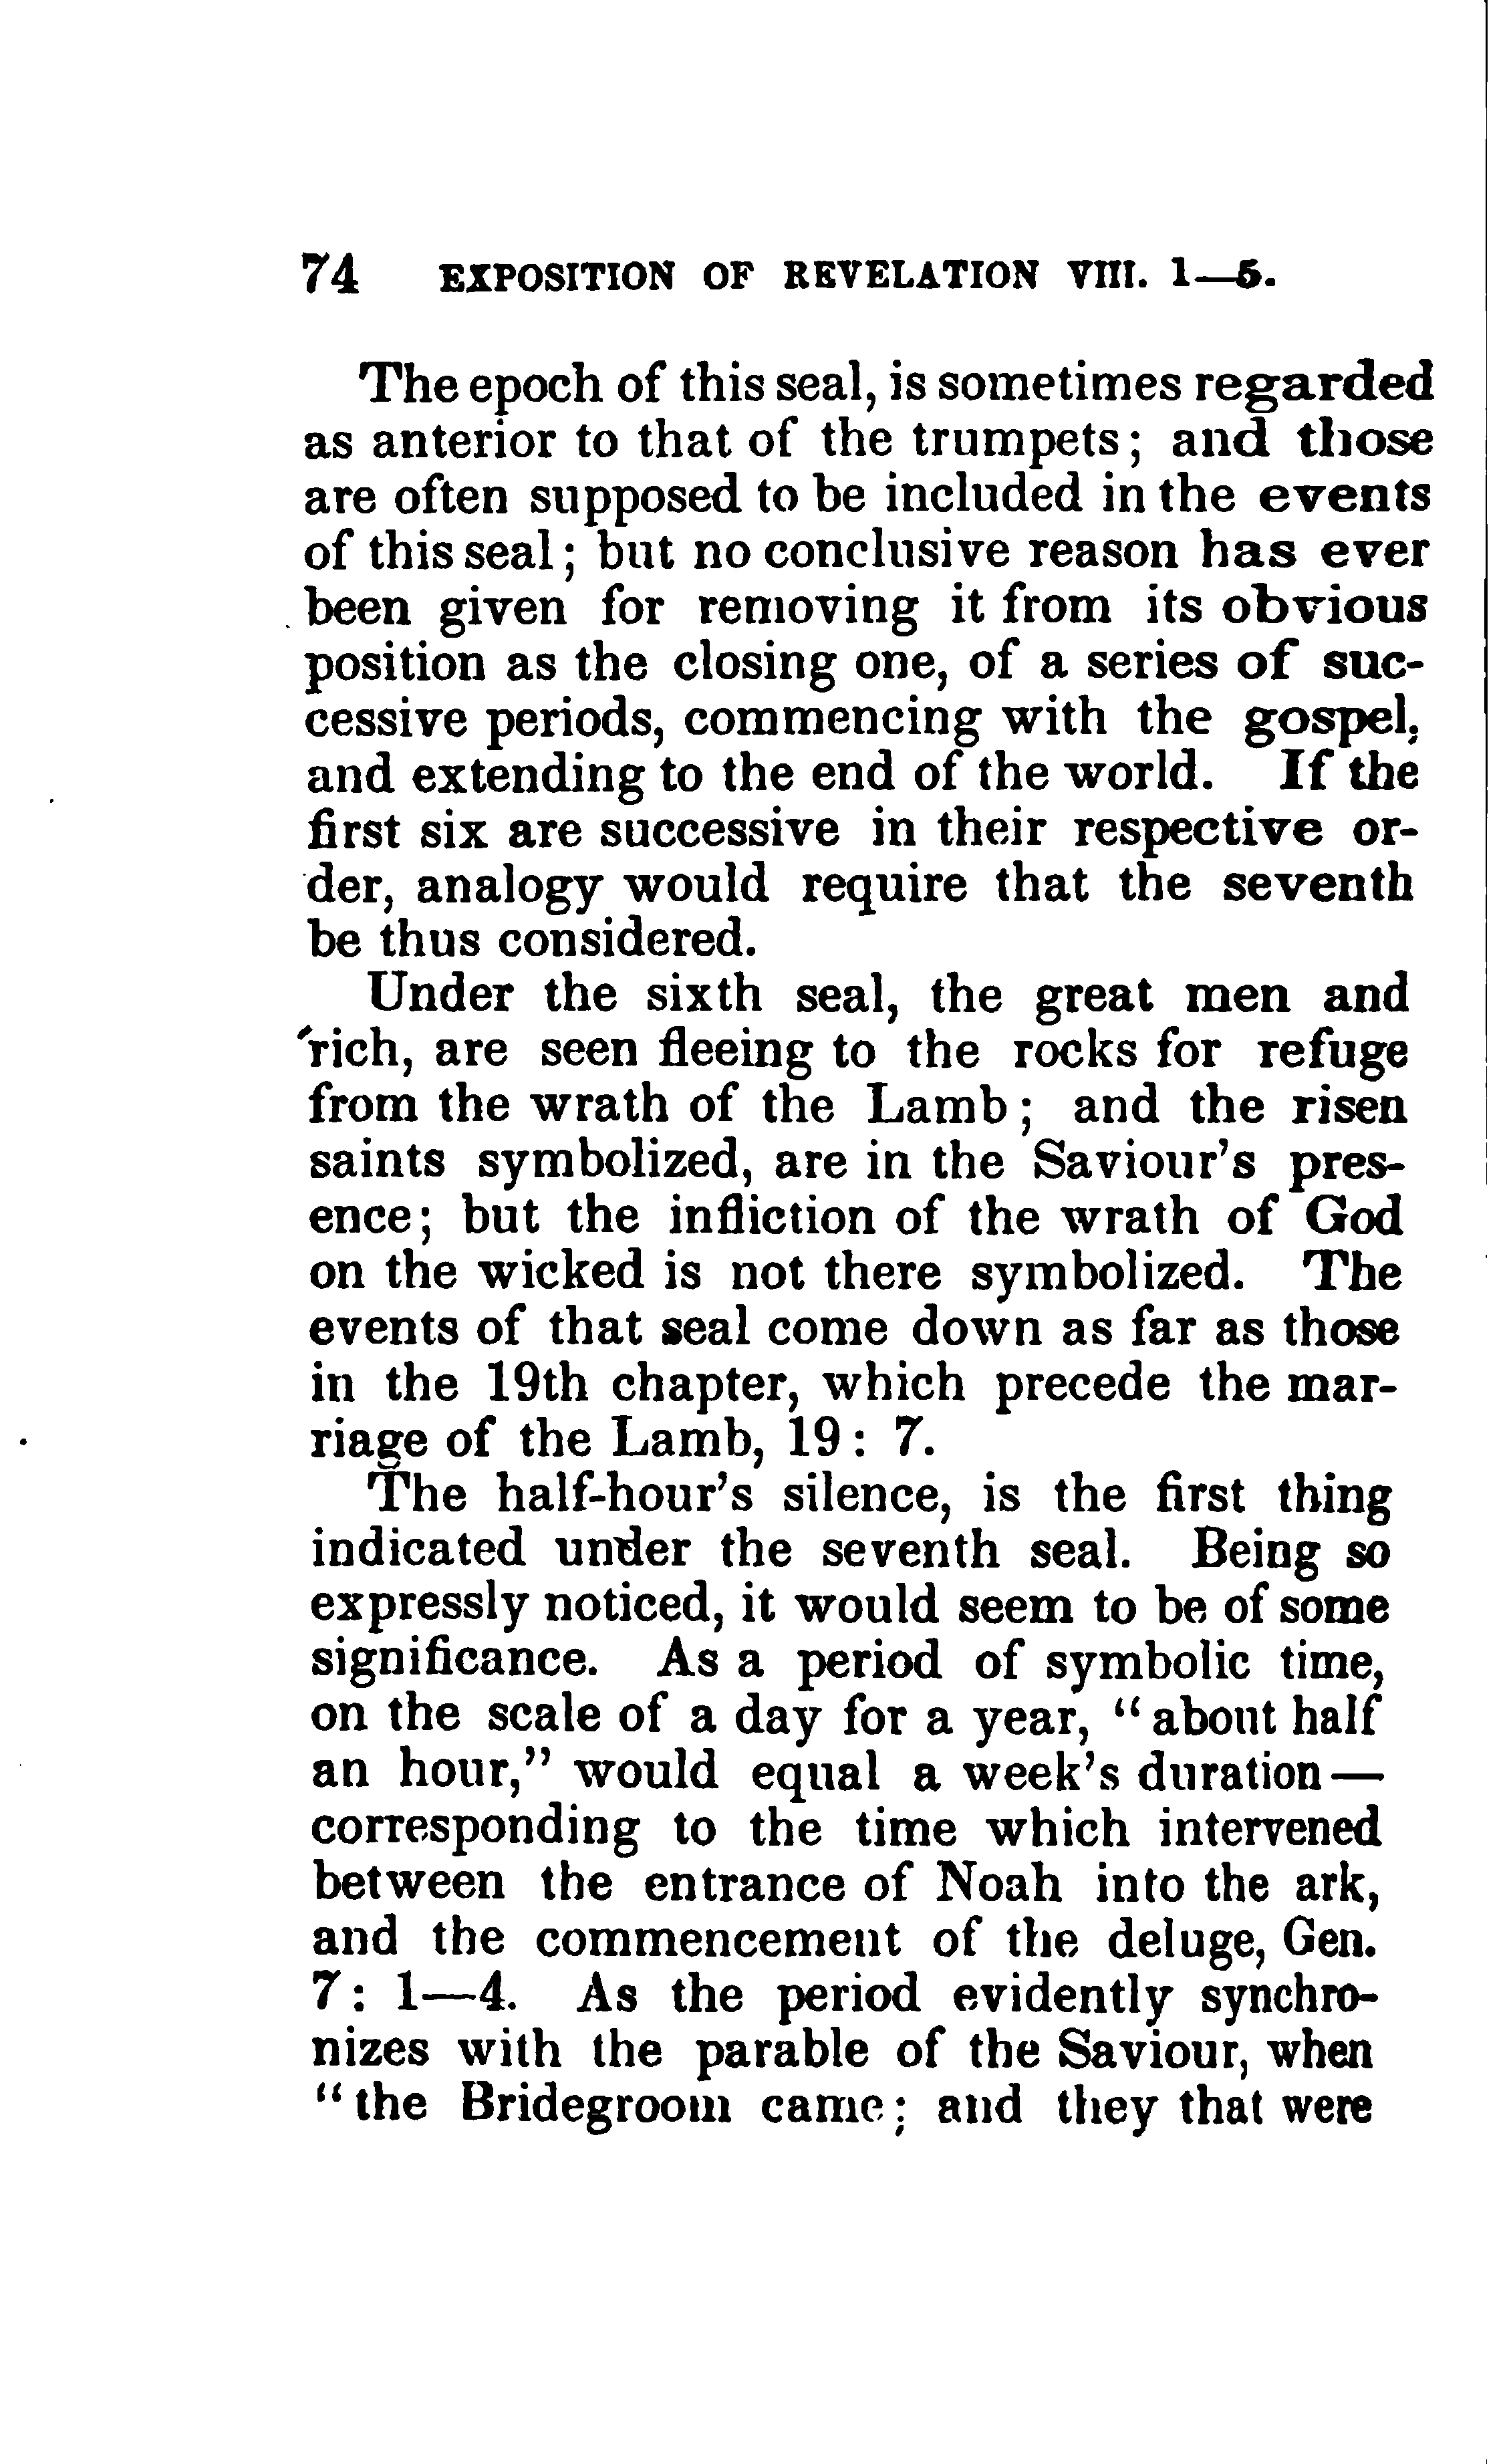 74 EXPOSITION OF REVELATION VIII. 1—5.
The epoch of this seal, is sometimes regarded
as anterior to that of the trumpets; and those
are often supposed to be included in the events
of this seal; but no conclusive reason has ever
been given for removing it from its obvious
position as the closing one, of a series of suc-
cessive periods, commencing with the gospel,
and extending to the end of the world. If the
first six are successive in their respective or-
der, analogy would require that the seventh
be thus considered.
Under the sixth seal, the great men and
rich, are seen fleeing to the rocks for refuge
from the wrath of the Lamb; and the risen
saints symbolized, are in the Saviour's pres-
ence; but the infliction of the wrath of God
on the wicked is not there symbolized. The
events of that seal come down as far as those
in the 19th chapter, which precede the mar-
riage of the Lamb, 19: 7.
The half-hour's silence, is the first thing
indicated under the seventh seal. Being so
expressly noticed, it would seem to be of some
significance. As a period of symbolic time,
on the scale of a day for a year, "about half
an hour," would equal a week's duration—
corresponding to the time which intervened
between the entrance of Noah into the ark,
and the commencement of the deluge, Gen.
7: 1—4. As the period evidently synchro-
nizes with the parable of the Saviour, when
"the Bridegroom came; and they that were